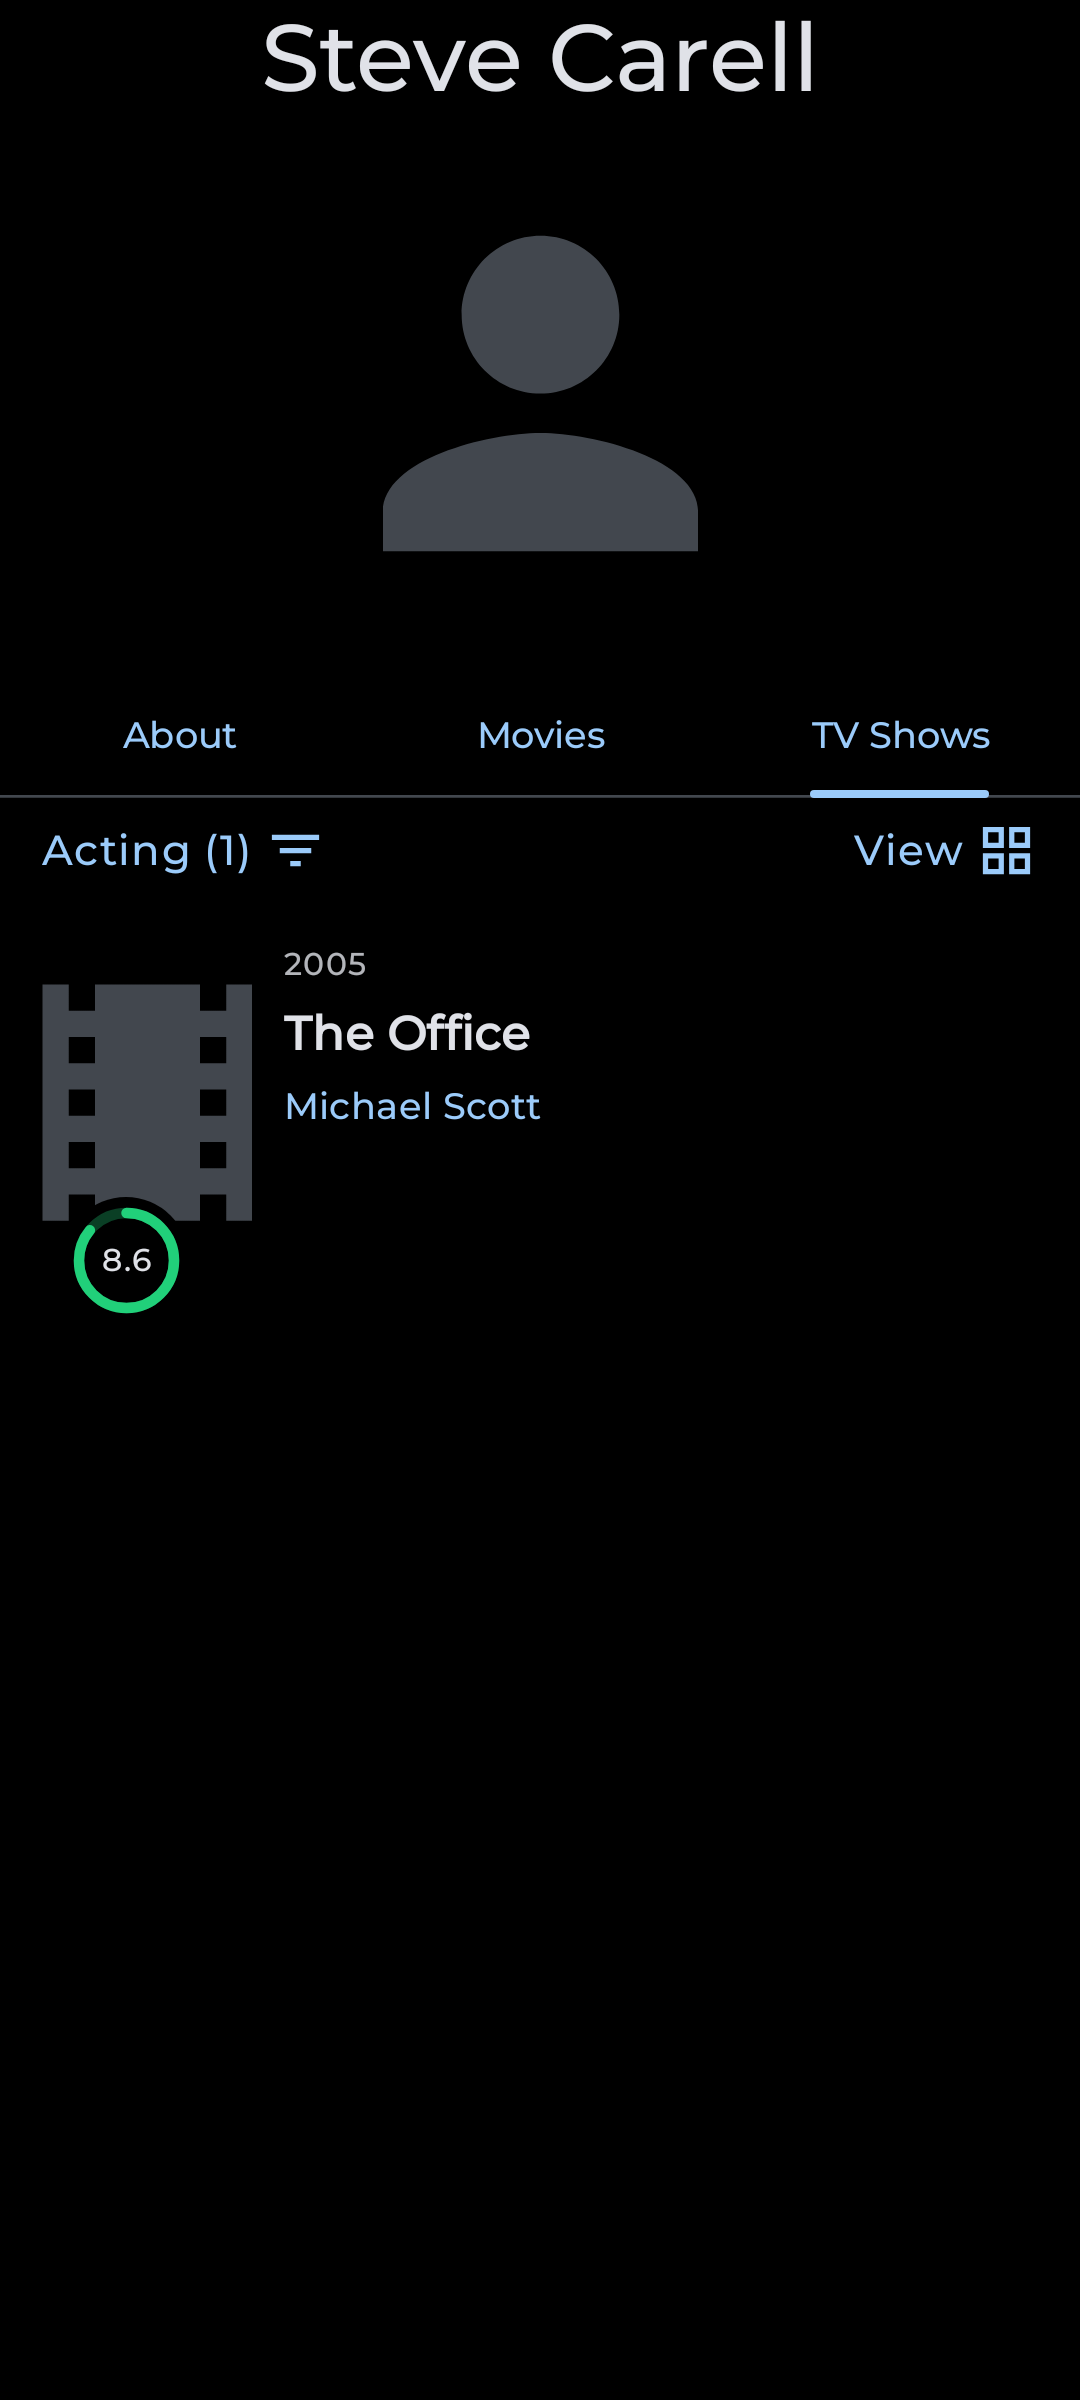 Steve Carell
About
Movies
TV Shows
Acting (1)
View
2005
The Office
Michael Scott
8.6